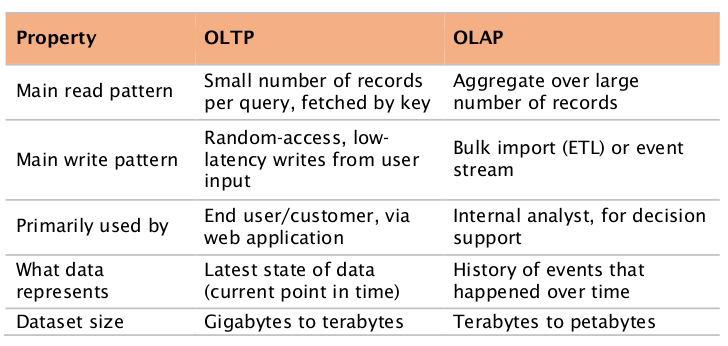 Property OLTP OLAP
Main read pattern
Small number of records
per query, fetched by key
Aggregate over large
number of records
Main write pattern
Random-access, low-
latency writes from user
input
Bulk import (ETL) or event
stream
Primarily used by
End user/customer, via
web application
Internal analyst, for decision
support
What data
represents
Latest state of data
(current point in time)
History of events that
happened over time
Dataset size
Gigabytes to terabytes
Terabytes to petabytes